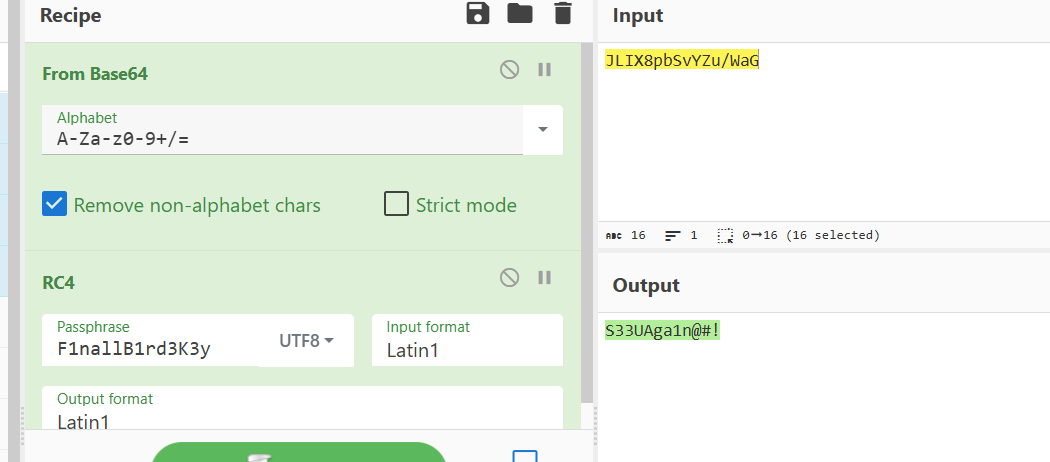 Recipe
From Base64
Alphabet
A-Za-z0-9+/=
Remove non-alphabet chars
Strict mode
RC4
Passphrase
F1nallB1rd3K3y
UTF8
Input format
Latin1
Output format
Latin1
Input
JLIX8pbSvYZu/WaG
ABC 16 1 0→16 (16 selected)
Output
S33UAga1n@#!